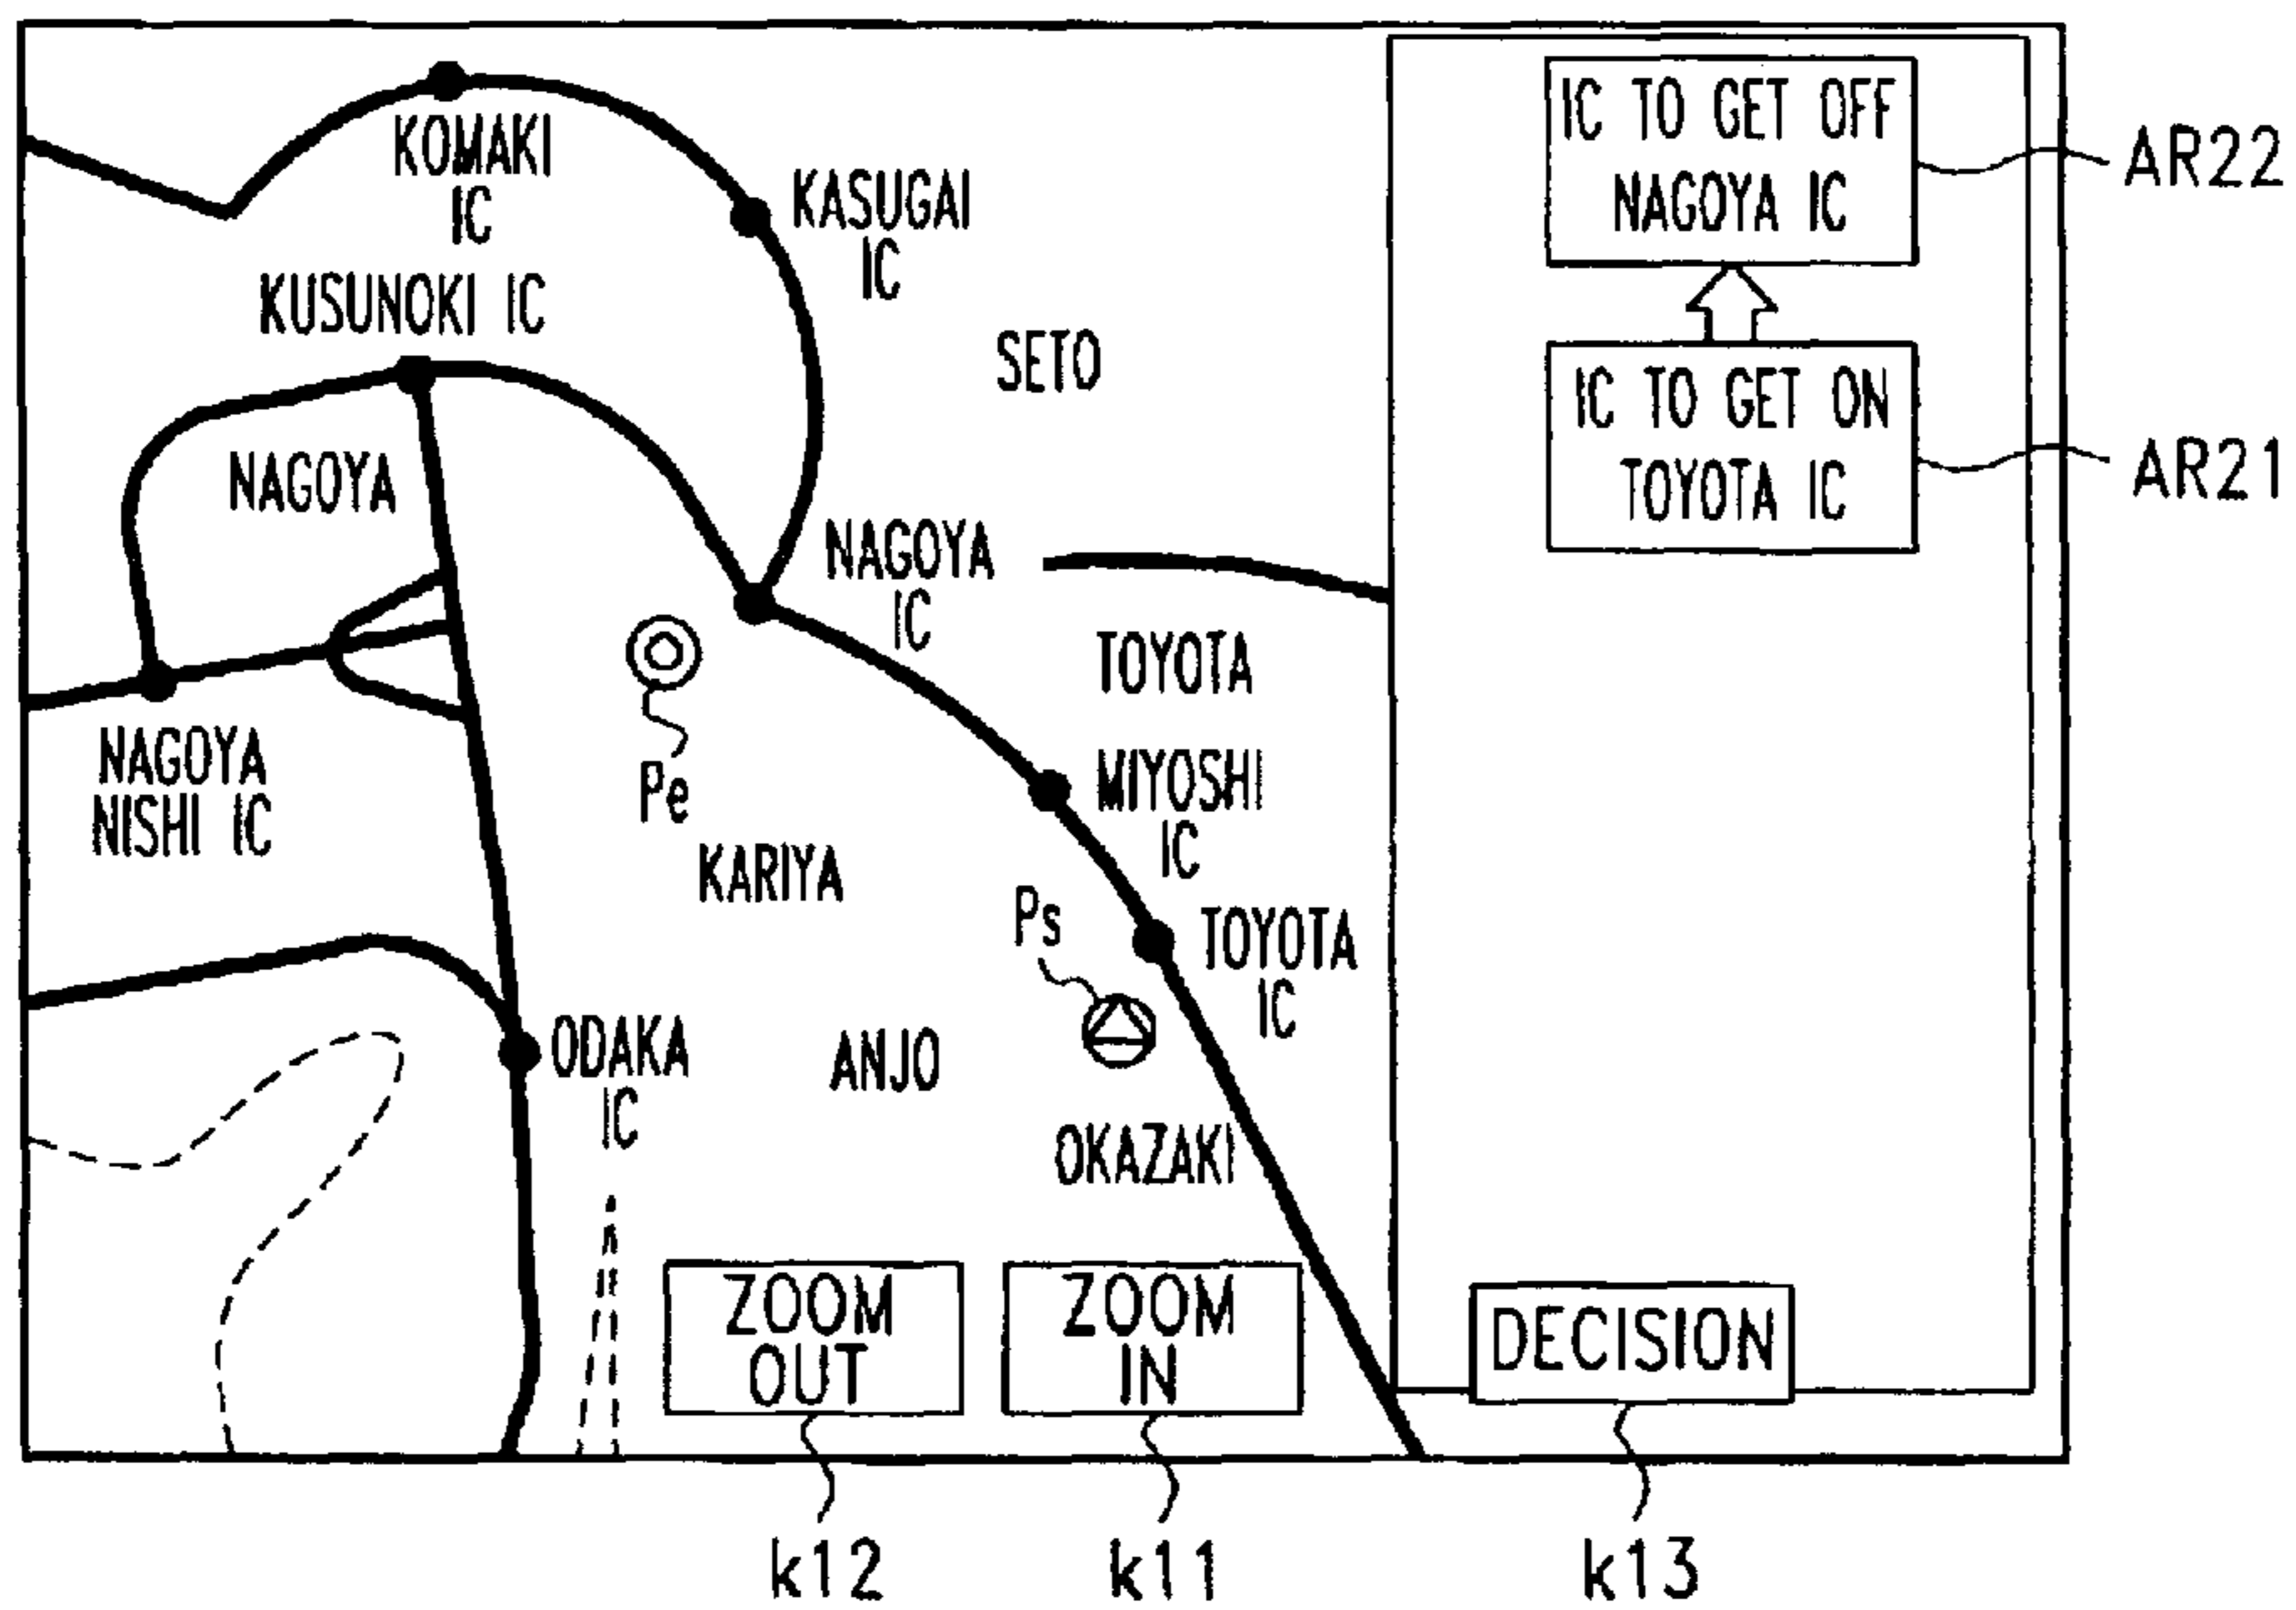 KOMAKI
IC
KASUGAI
IC
KUSUNOKI IC
SETO
NAGOYA
NAGOYA
IC
TOYOTA
Pe
NAGOYA
NISHI IC
MIYOSHI
IC
KARIYA
Ps
TOYOTA
IC
ODAKA
IC
ANJO
OKAZAKI
ZOOM
OUT
ZOOM
IN
IC TO GET OFF
NAGOYA IC
AR22
IC TO GET ON
TOYOTA IC
AR21
DECISION
k12
k11
k13